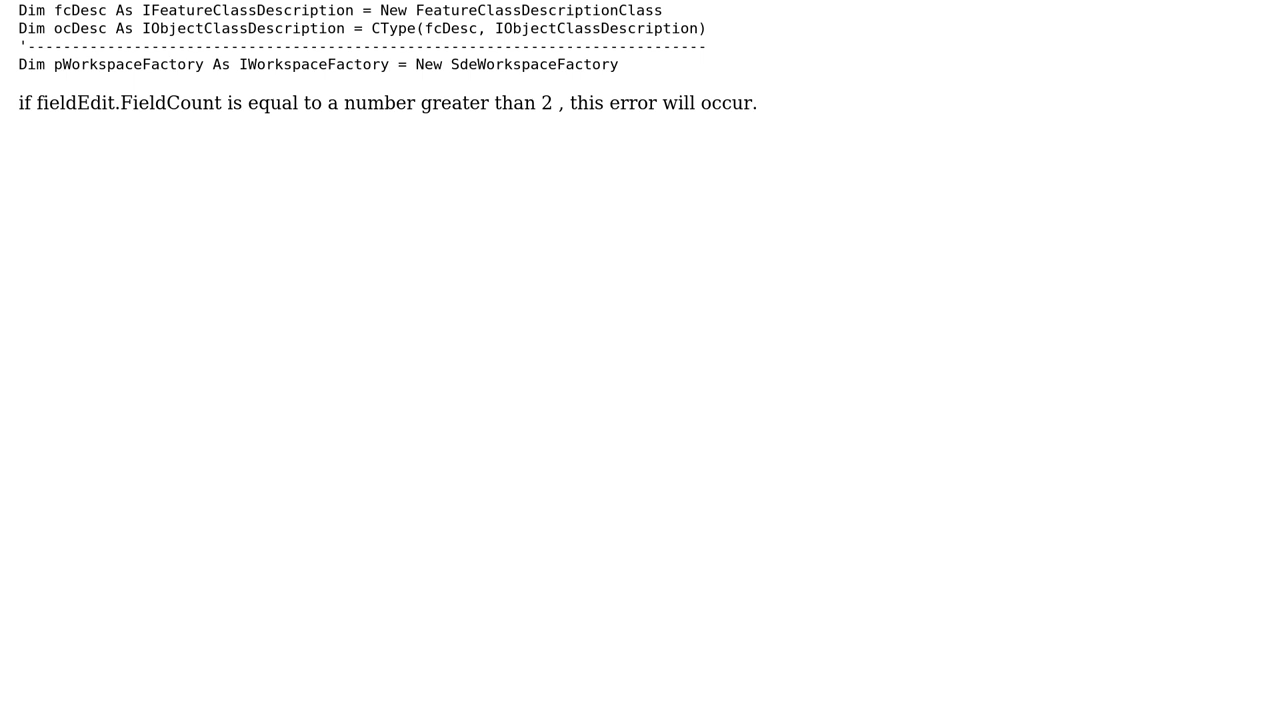 Dim fcDesc As IFeatureClassDescription = New FeatureClassDescriptionClass
Dim ocDesc As IObjectClassDescription = CType(fcDesc, IObjectClassDescription)
'-----------------------------------------------------------------------------
Dim pWorkspaceFactory As IWorkspaceFactory = New SdeWorkspaceFactory
if fieldEdit.FieldCount is equal to a number greater than 2 , this error will occur.